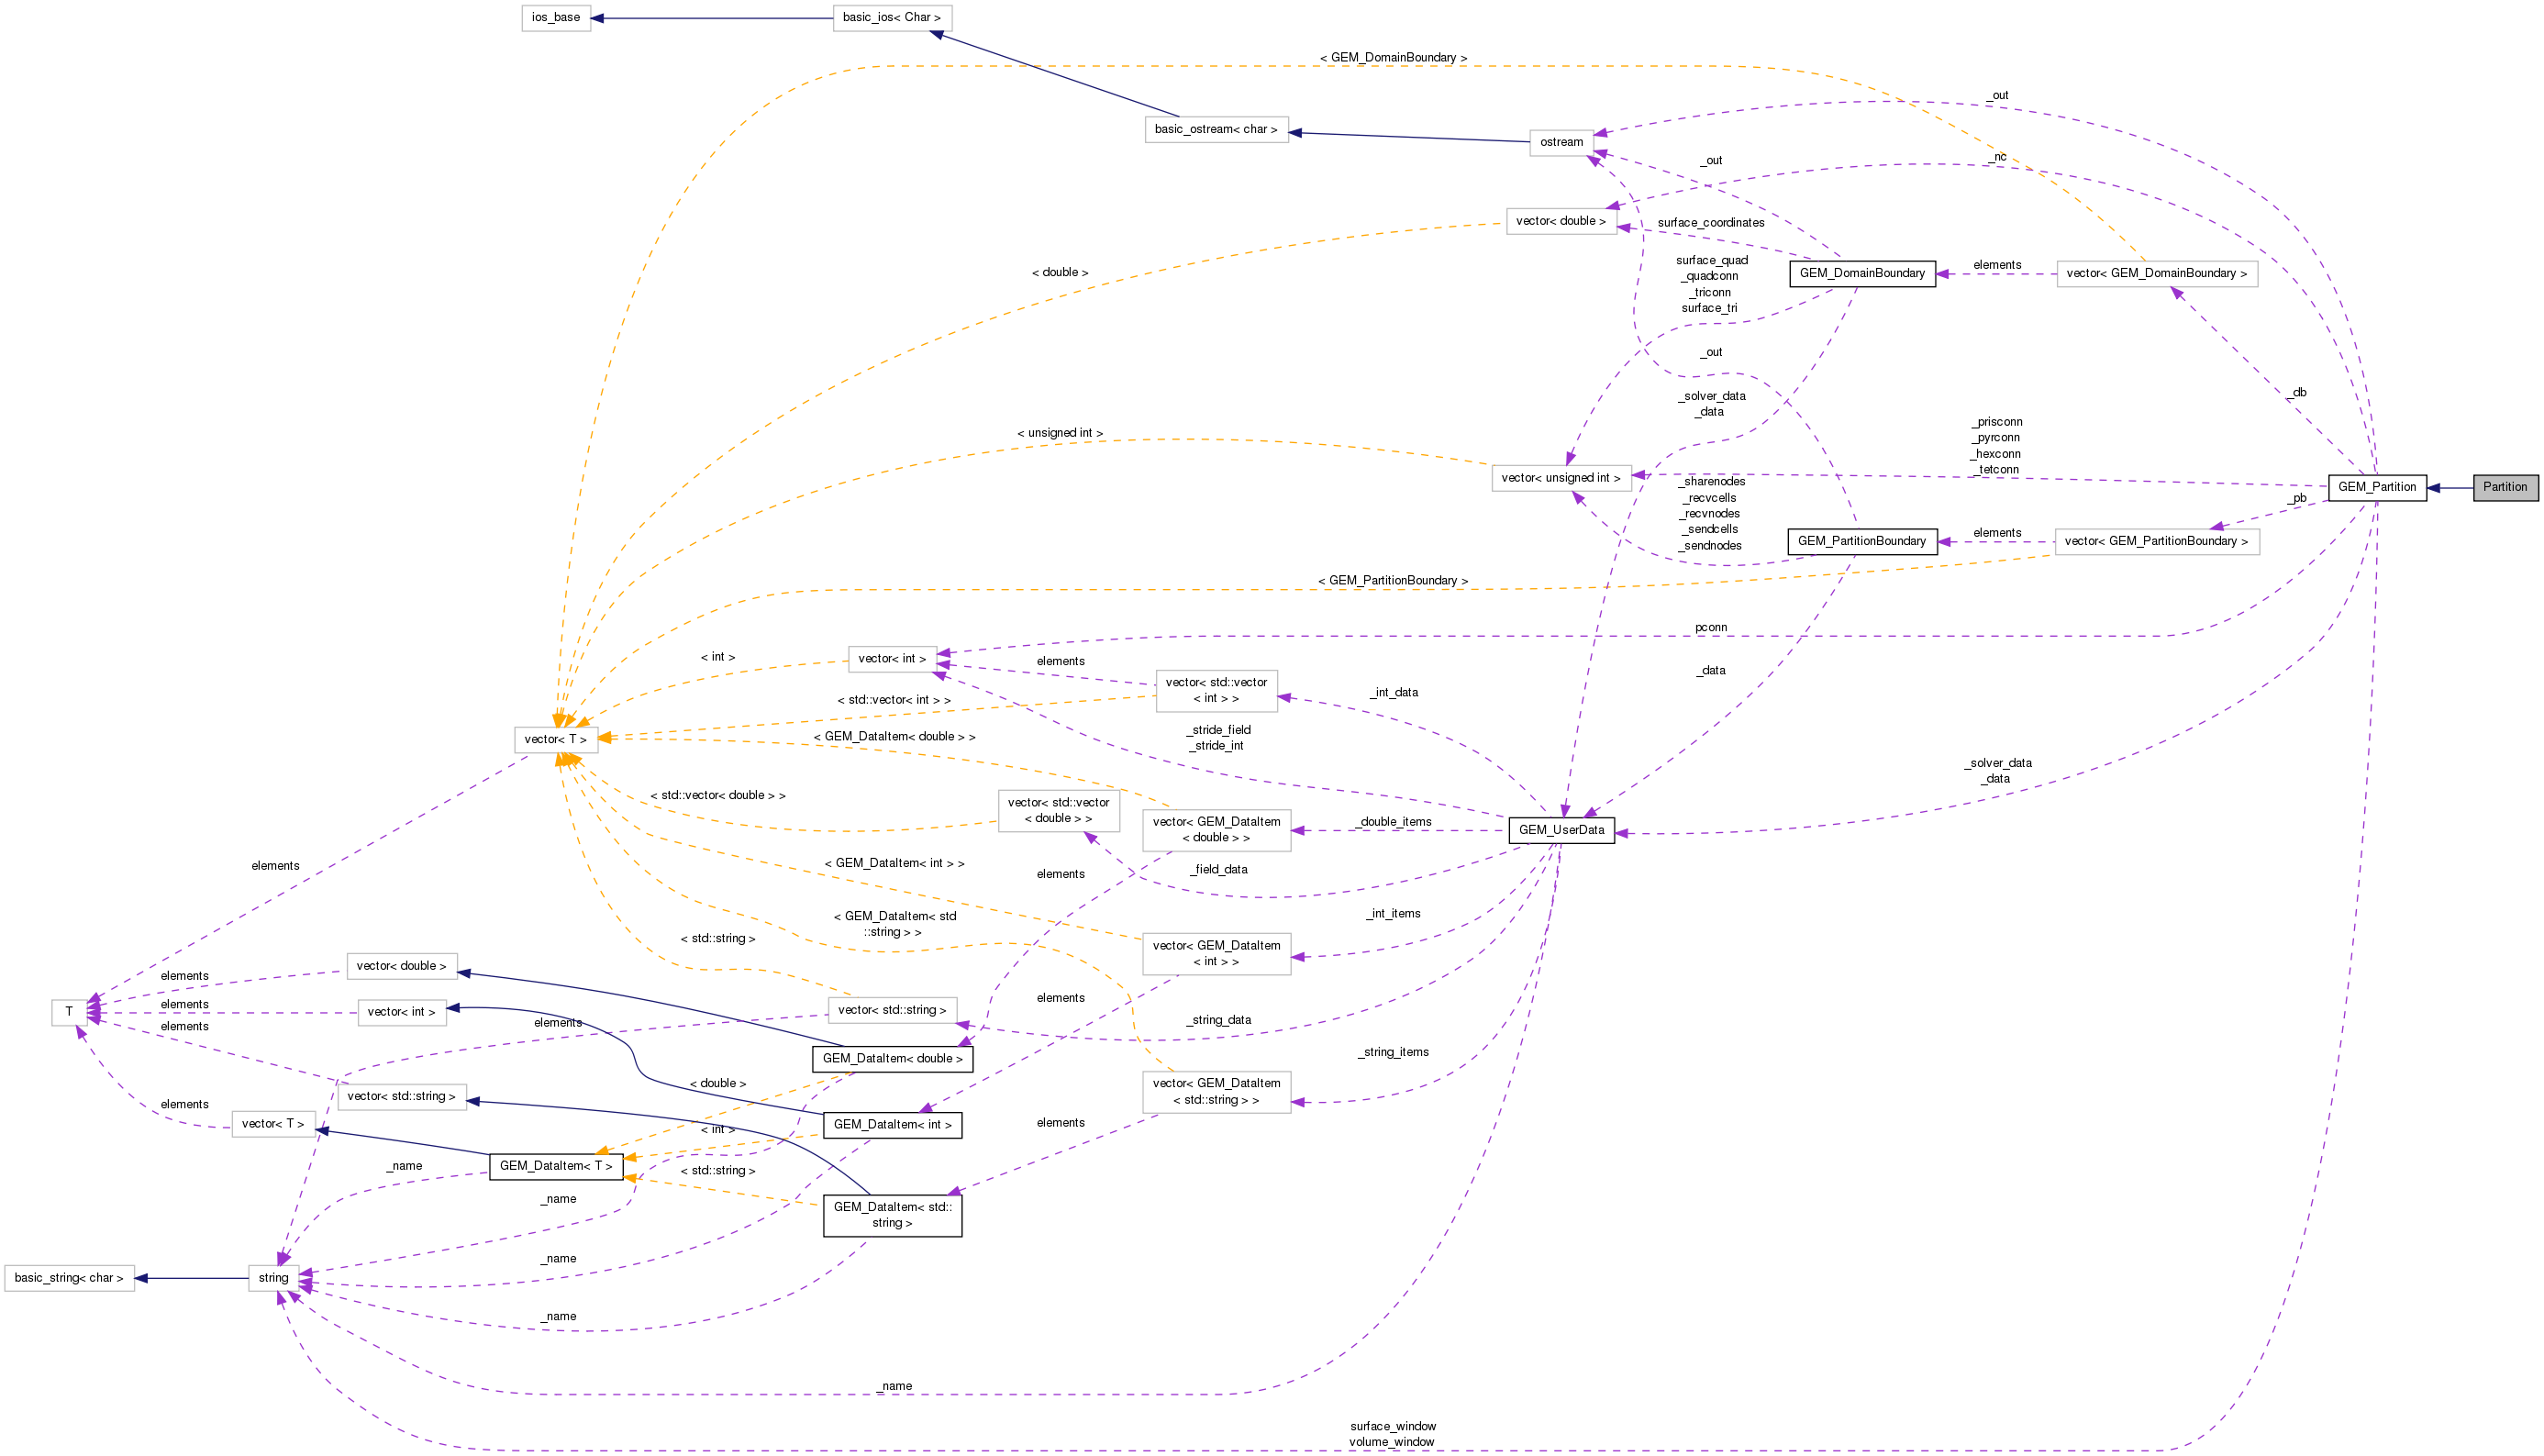 ios_base
basic_ios< Char >
< GEM_DomainBoundary >
_out
basic_ostream< char >
ostream
_out
_nc
vector< double >
surface_coordinates
surface_quad
_quadconn
_triconn
surface_tri
GEM_DomainBoundary
elements
vector< GEM_DomainBoundary >
< double >
_out
_solver_data
_data
_db
< unsigned int >
_prisconn
_pyrconn
_hexconn
_tetconn
vector< unsigned int >
_sharenodes
_recvcells
_recvnodes
_sendcells
_sendnodes
GEM_Partition
Partition
_pb
GEM_PartitionBoundary
elements
vector< GEM_PartitionBoundary >
< GEM_PartitionBoundary >
pconn
< int >
vector< int >
elements
vector< std::vector
< int > >
_int_data
_data
< std::vector< int > >
vector< T >
< GEM_DataItem< double > >
_stride_field
_stride_int
_solver_data
_data
< std::vector< double > >
vector< std::vector
< double > >
vector< GEM_DataItem
< double > >
_double_items
GEM_UserData
elements
< GEM_DataItem< int > >
elements
_field_data
< GEM_DataItem< std
::string > >
_int_items
< std::string >
vector< GEM_DataItem
< int > >
vector< double >
elements
T
elements
vector< int >
elements
elements
vector< std::string >
elements
_string_data
GEM_DataItem< double >
_string_items
< double >
vector< GEM_DataItem
< std::string > >
vector< std::string >
elements
vector< T >
GEM_DataItem< int >
< int >
elements
_name
GEM_DataItem< T >
< std::string >
_name
GEM_DataItem< std::
string >
_name
basic_string< char >
string
_name
_name
surface_window
volume_window